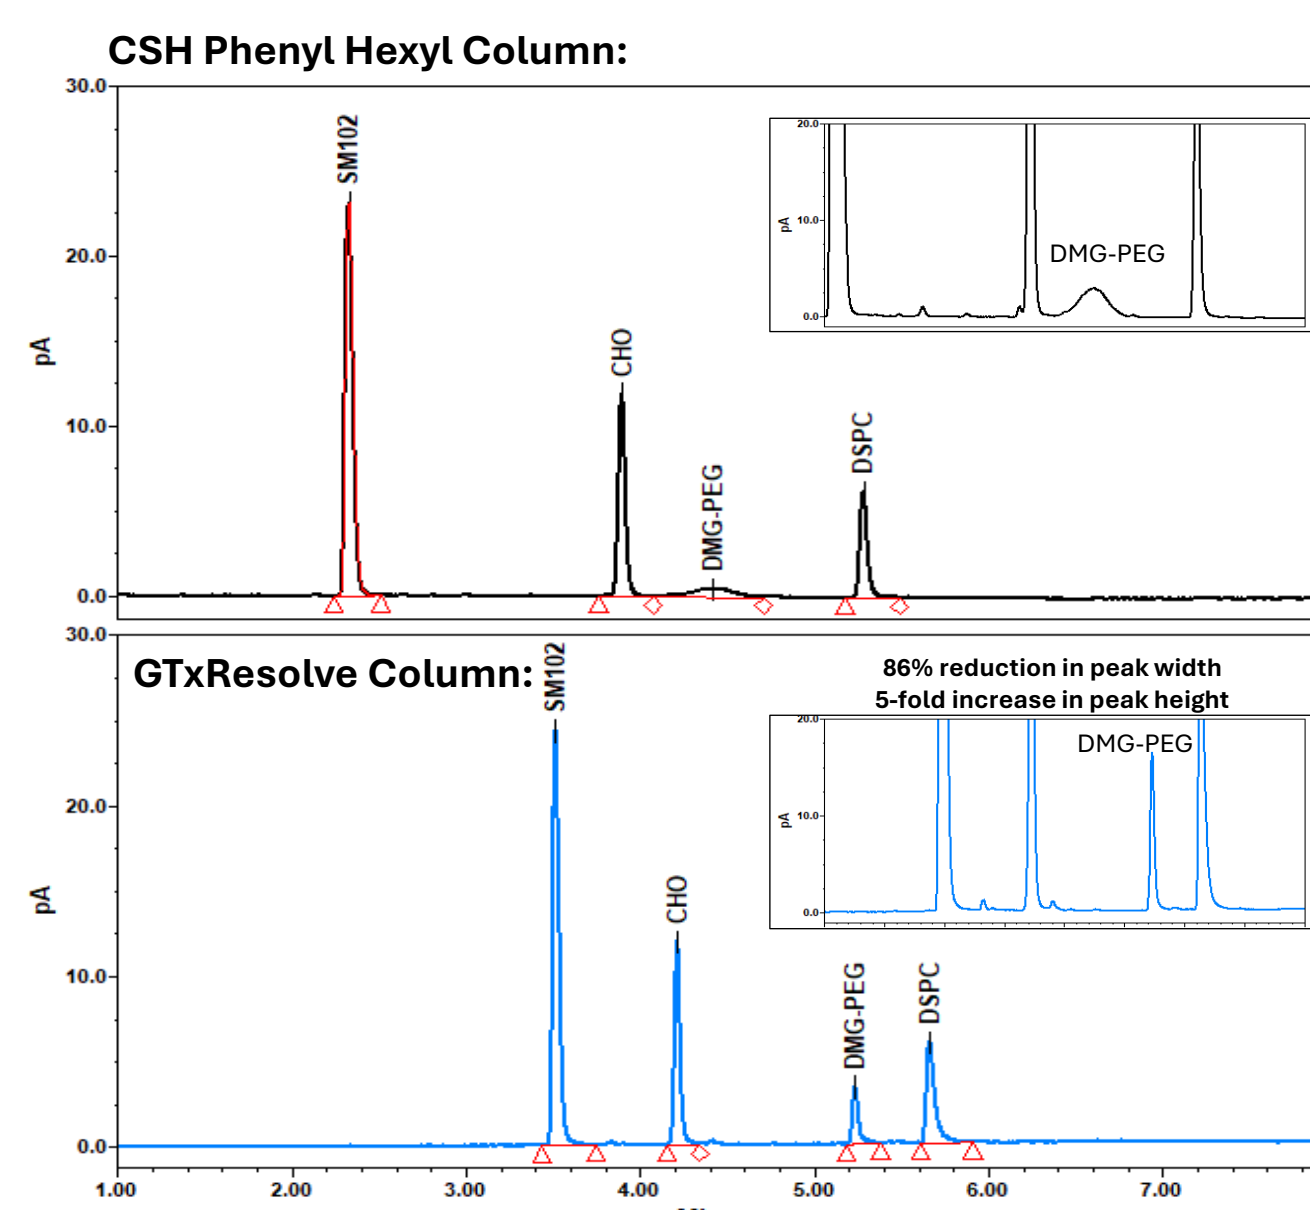 CSH Phenyl Hexyl Column:
30.0
20.0
10.0
0.0
pA
SM102
CHO
DMG-PEG
DSPC
20.0
10.0
0.0
pA
DMG-PEG
30.0
20.0
10.0
0.0
pA
GTxResolve Column:
SM102
CHO
DMG-PEG
DSPC
86% reduction in peak width
5-fold increase in peak height
20.0
10.0
0.0
pA
DMG-PEG
1.00 2.00 3.00 4.00 5.00 6.00 7.00